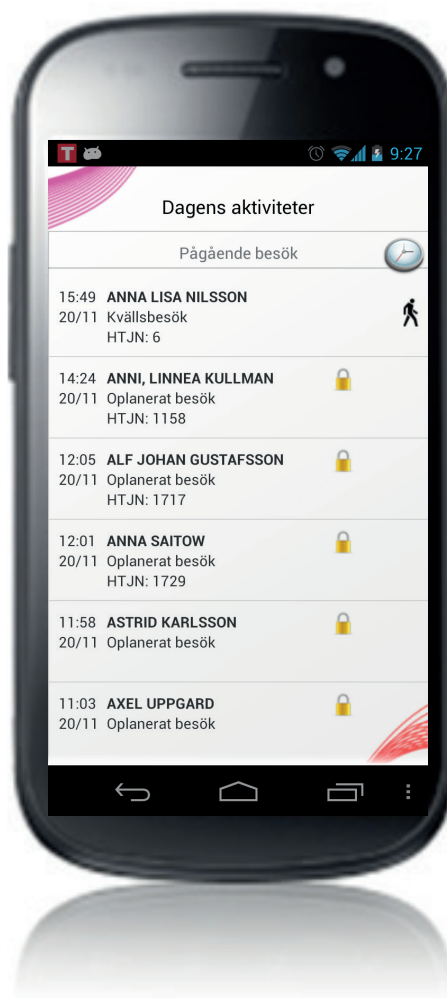 T 9:27
Dagens aktiviteter
Pågående besök
15:49 ANNA LISA NILSSON
20/11 Kvällsbesök
HTJN: 6
14:24 ANNI, LINNEA KULLMAN
20/11 Oplanerat besök
HTJN: 1158
12:05 ALF JOHAN GUSTAFSSON
20/11 Oplanerat besök
HTJN: 1717
12:01 ANNA SAITOW
20/11 Oplanerat besök
HTJN: 1729
11:58 ASTRID KARLSSON
20/11 Oplanerat besök
11:03 AXEL UPPGARD
20/11 Oplanerat besök